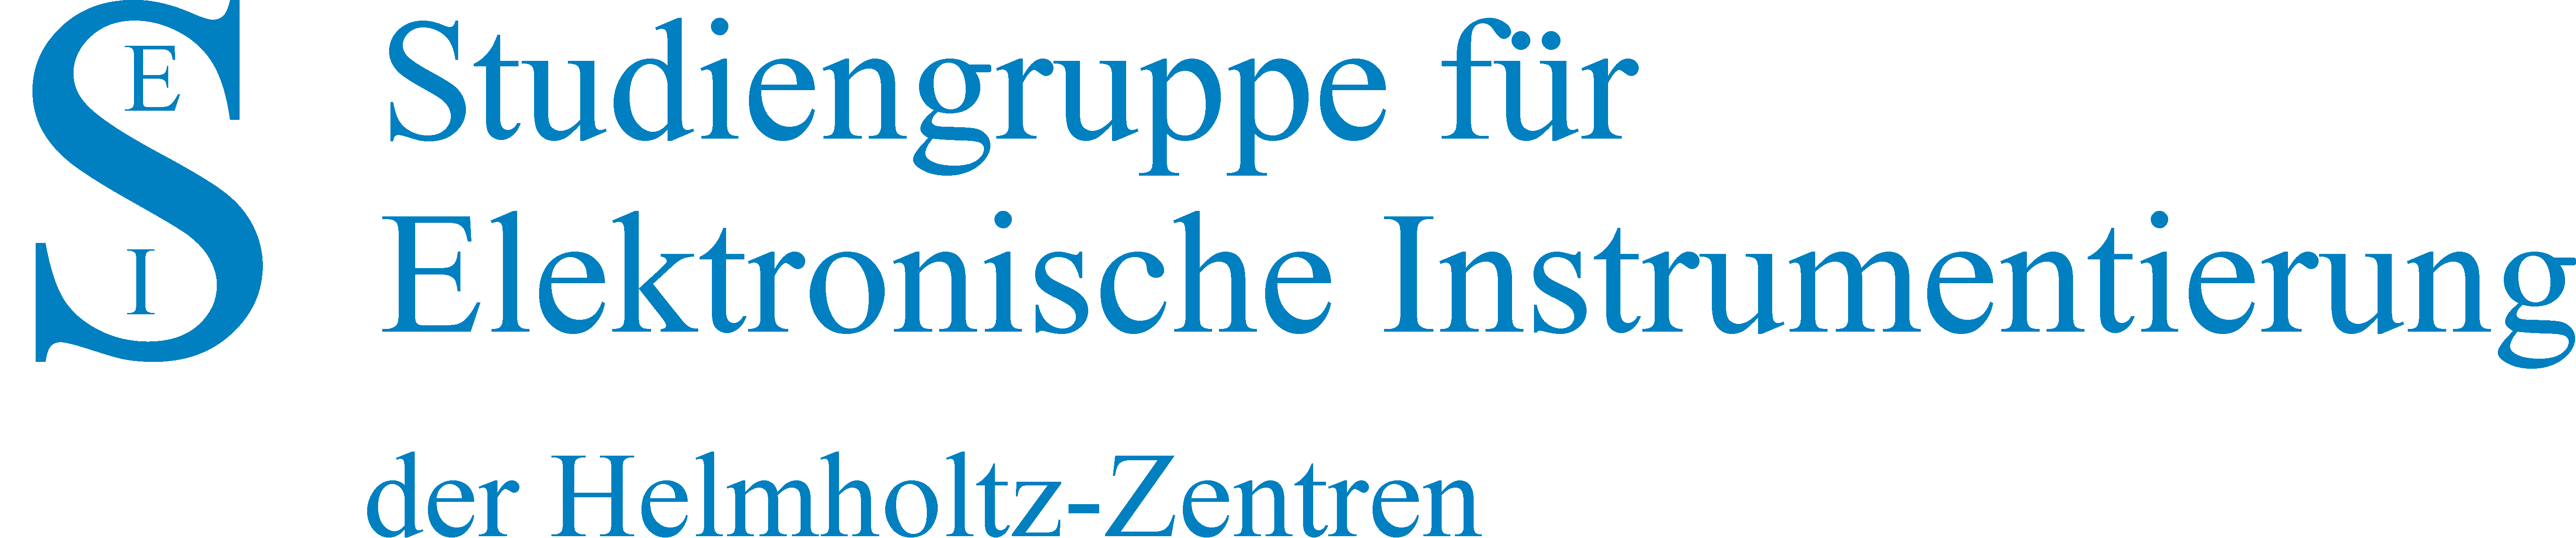 S
E
I
Studiengruppe für
Elektronische Instrumentierung
der Helmholtz-Zentren